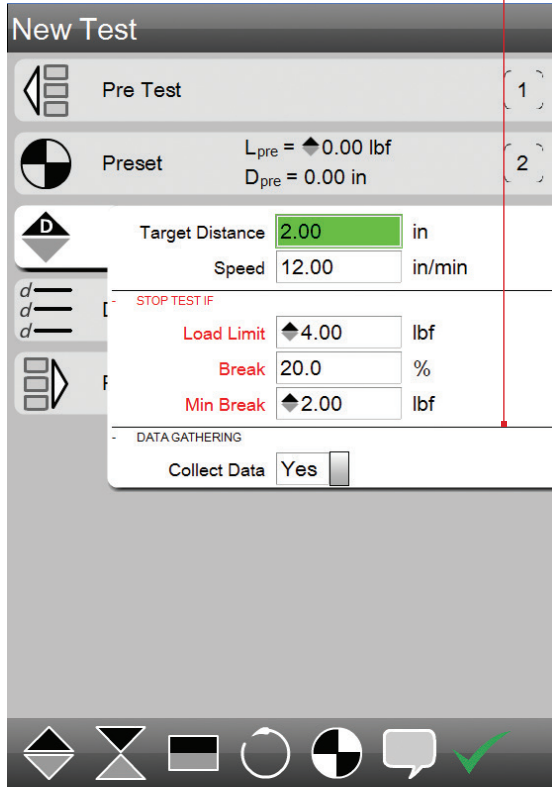 New Test
Pre Test 1
Preset Lpre = 0.00 lbf 2
Dpre = 0.00 in
D
Target Distance 2.00 in
Speed 12.00 in/min
d
d
d
- STOP TEST IF
Load Limit 4.00 lbf
Break 20.0 %
Min Break 2.00 lbf
- DATA GATHERING
Collect Data Yes